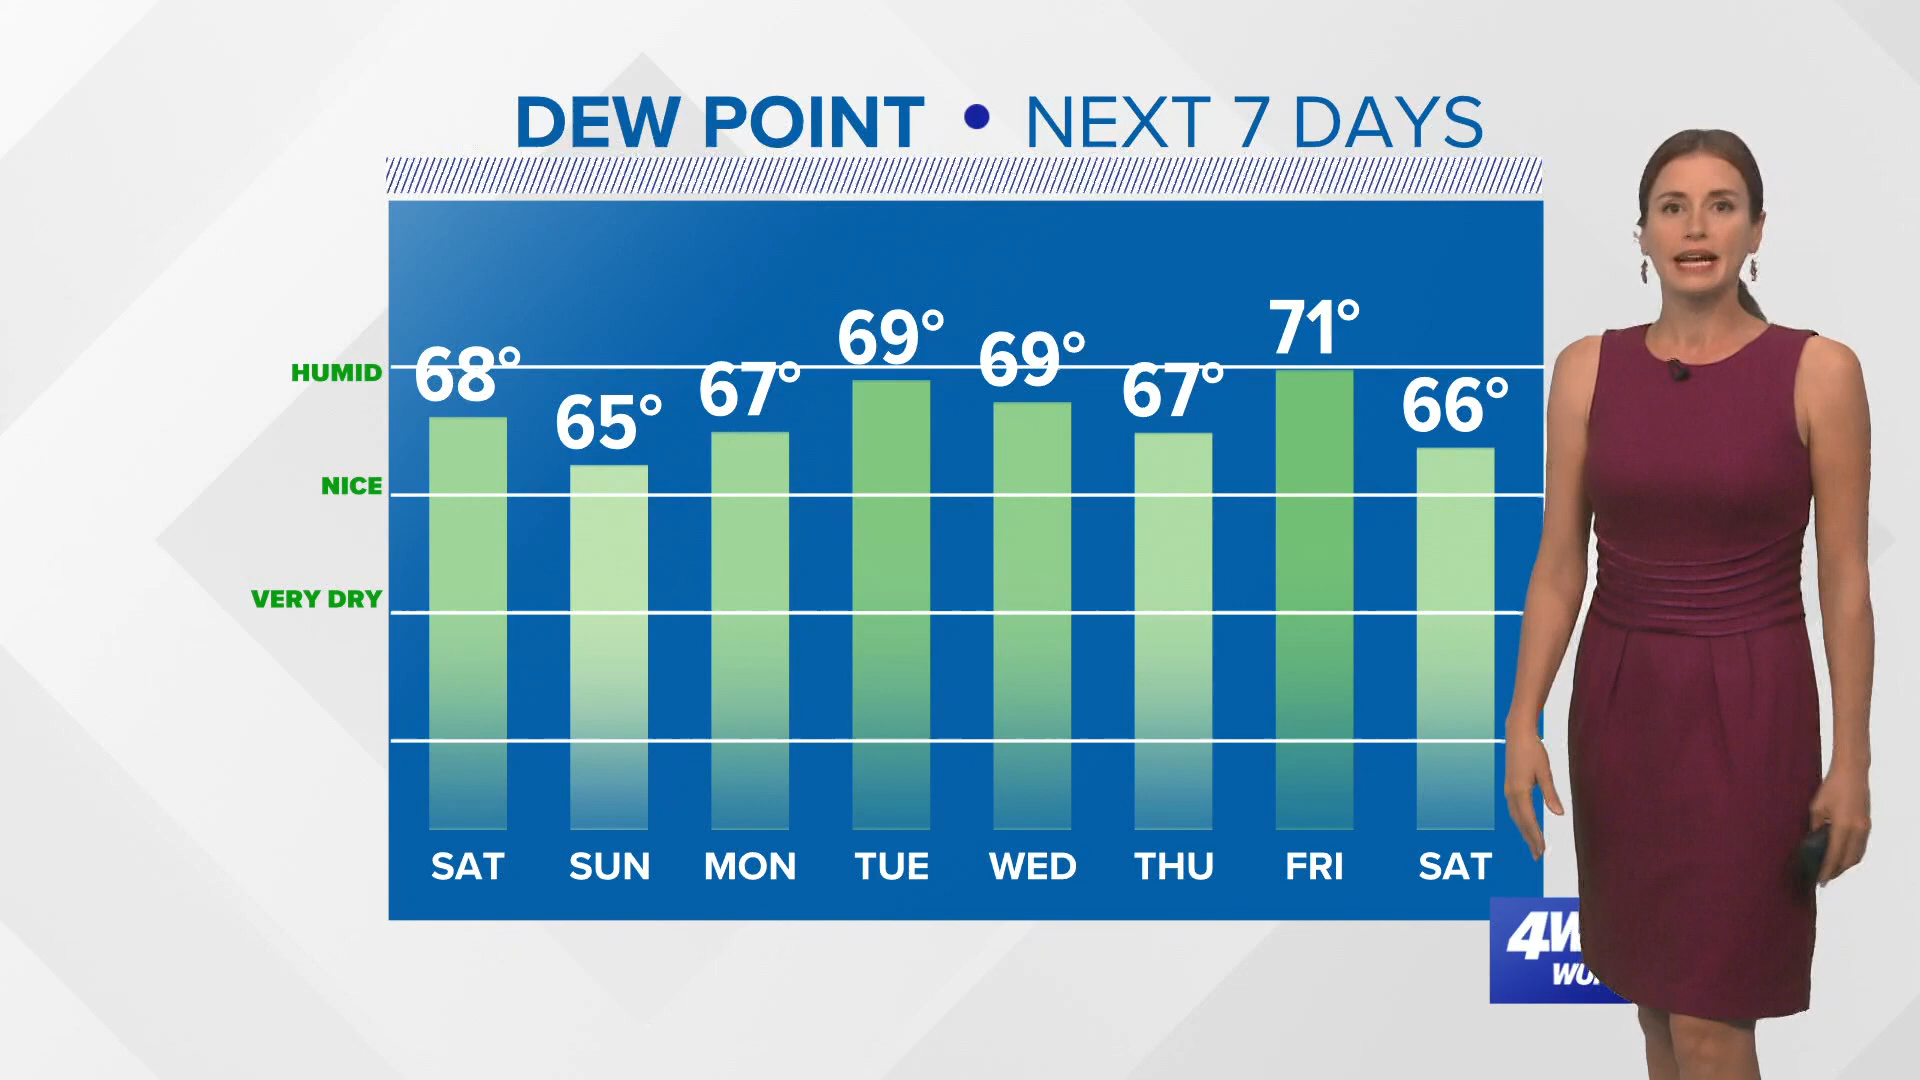 DEW POINT • NEXT 7 DAYS
HUMID
NICE
VERY DRY
68° 65° 67° 69° 69° 67° 71° 66°
SAT SUN MON TUE WED THU FRI SAT